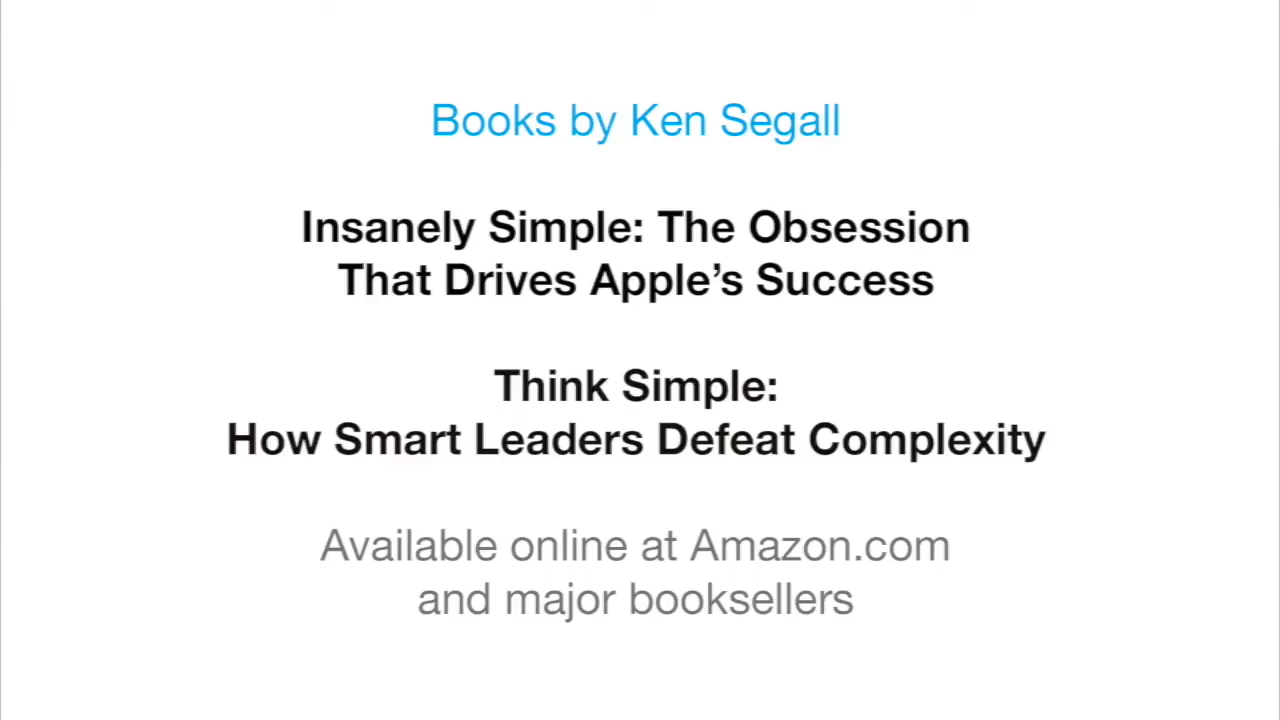 Books by Ken Segall
Insanely Simple: The Obsession
That Drives Apple’s Success
Think Simple:
How Smart Leaders Defeat Complexity
Available online at Amazon.com
and major booksellers